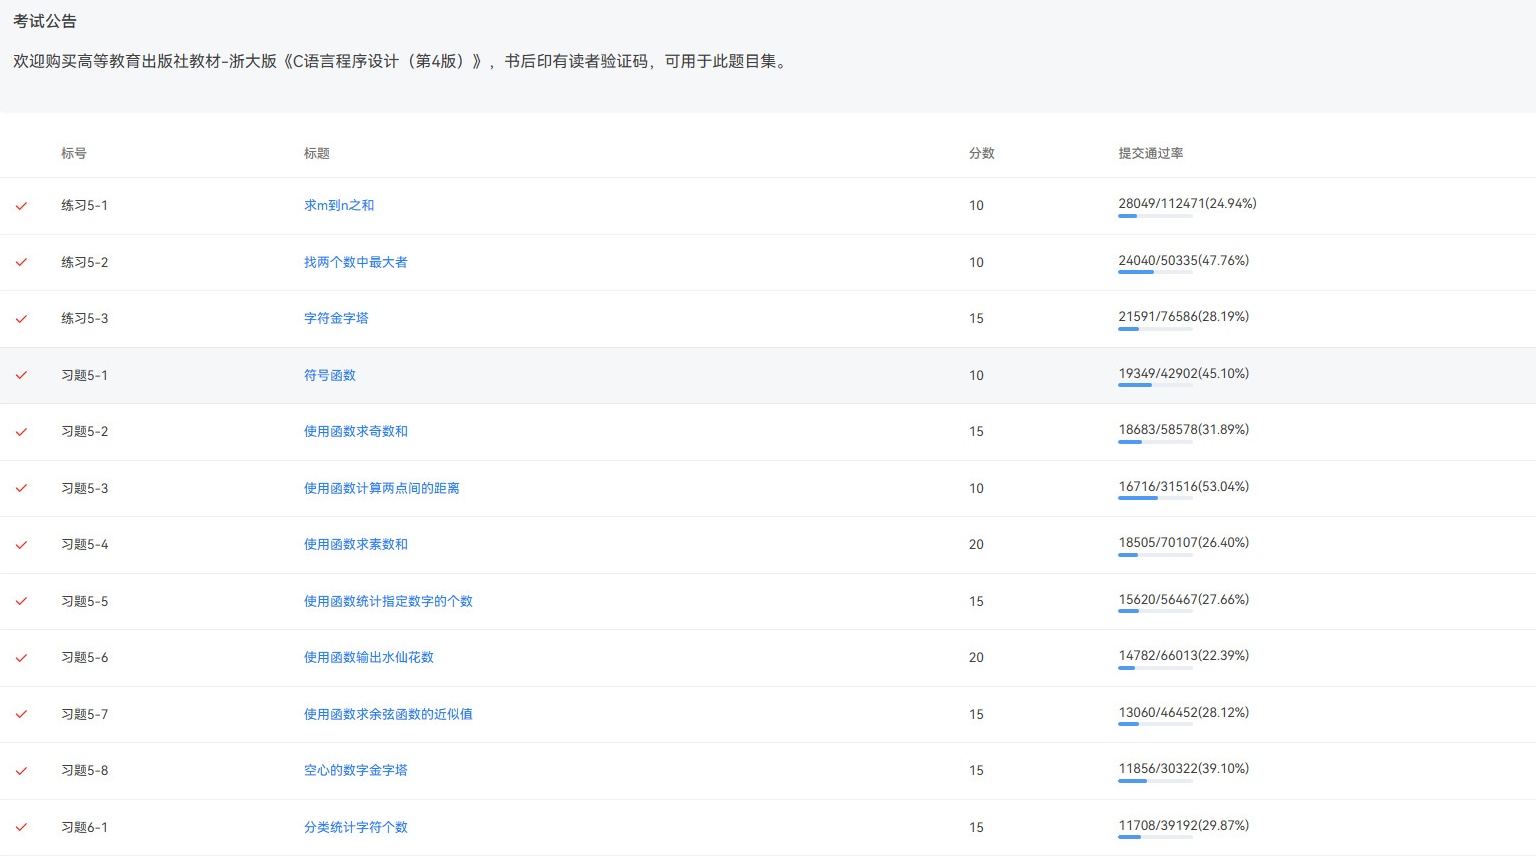 考试公告
欢迎购买高等教育出版社教材-浙大版《C语言程序设计（第4版）》，书后印有读者验证码，可用于此题目集。
标号 标题 分数 提交通过率
练习5-1 求m到n之和 10 28049/112471(24.94%)
练习5-2 找两个数中最大者 10 24040/50335(47.76%)
练习5-3 字符金字塔 15 21591/76586(28.19%)
习题5-1 符号函数 10 19349/42902(45.10%)
习题5-2 使用函数求奇数和 15 18683/58578(31.89%)
习题5-3 使用函数计算两点间的距离 10 16716/31516(53.04%)
习题5-4 使用函数求素数和 20 18505/70107(26.40%)
习题5-5 使用函数统计指定数字的个数 15 15620/56467(27.66%)
习题5-6 使用函数输出水仙花数 20 14782/66013(22.39%)
习题5-7 使用函数求余弦函数的近似值 15 13060/46452(28.12%)
习题5-8 空心的数字金字塔 15 11856/30322(39.10%)
习题6-1 分类统计字符个数 15 11708/39192(29.87%)